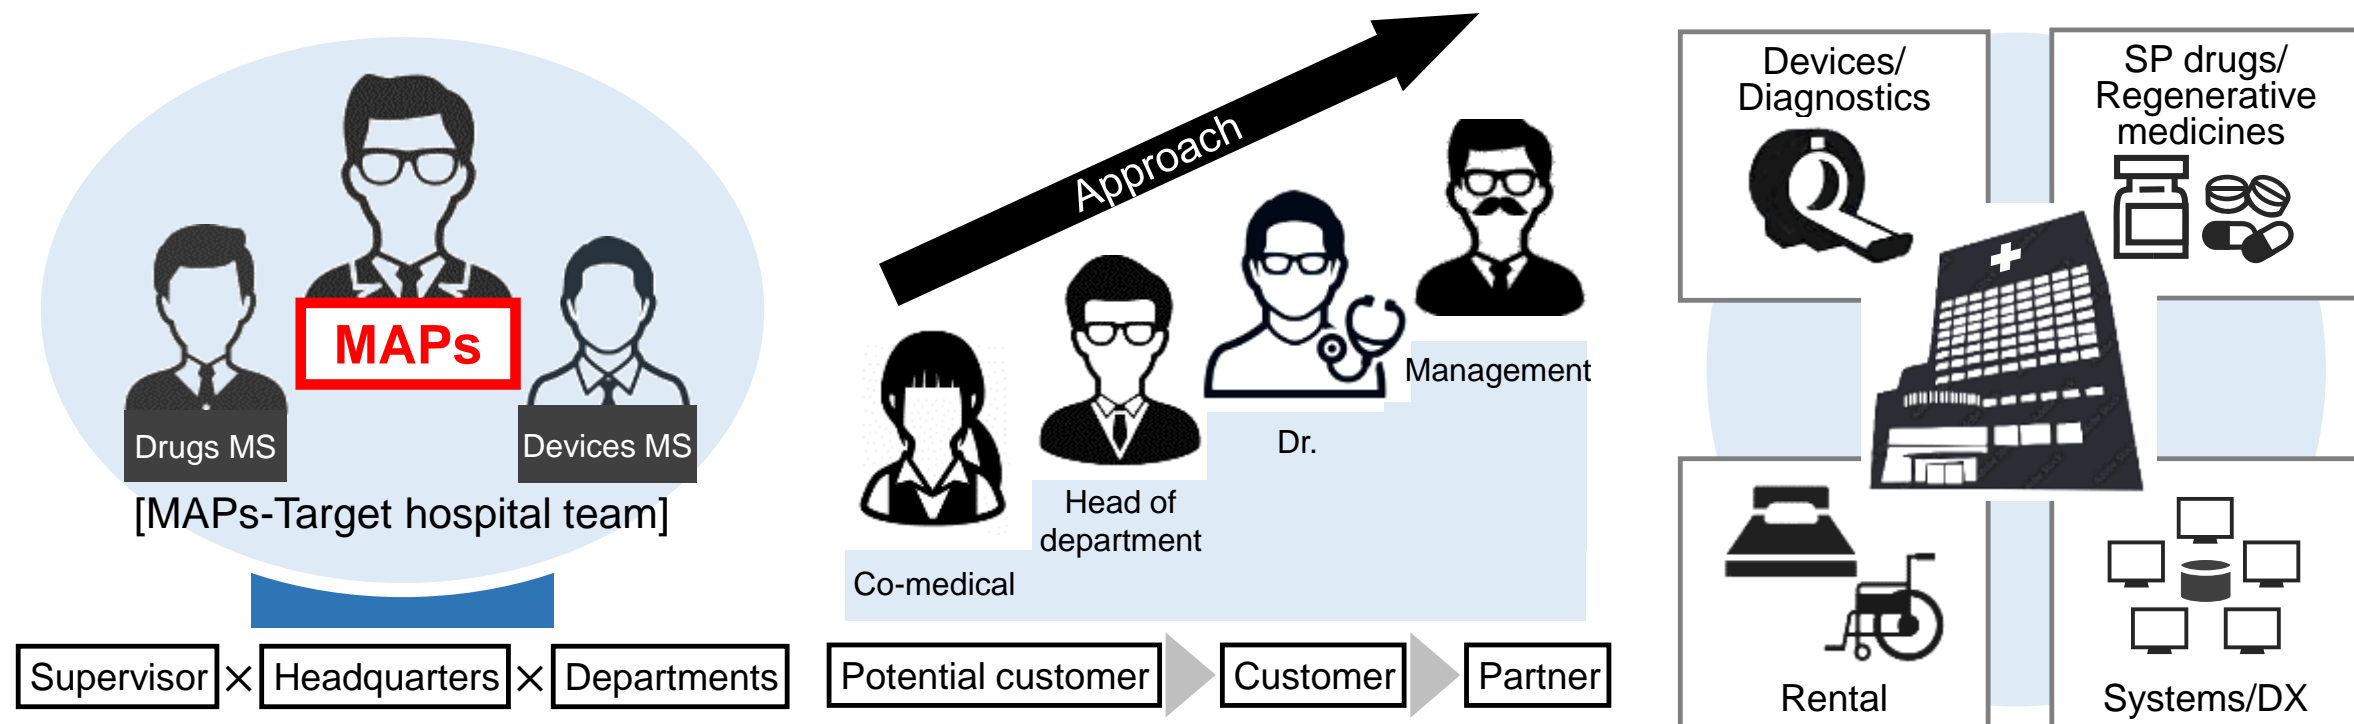 MAPs
Drugs MS
Devices MS
[MAPs-Target hospital team]
Supervisor × Headquarters × Departments
Approach
Management
Dr.
Head of
department
Co-medical
Potential customer
Customer
Partner
Devices/
Diagnostics
SP drugs/
Regenerative
medicines
Rental
Systems/DX